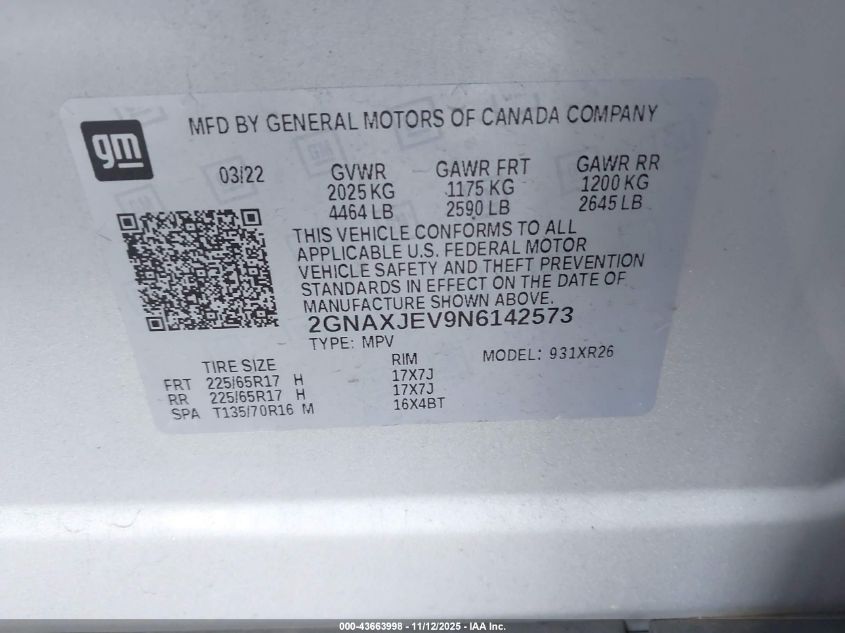 MFD BY GENERAL MOTORS OF CANADA COMPANY
gm
03/22 GVWR GAWR FRT GAWR RR
2025 KG 1175 KG 1200 KG
4464 LB 2590 LB 2645 LB
THIS VEHICLE CONFORMS TO ALL
APPLICABLE U.S. FEDERAL MOTOR
VEHICLE SAFETY AND THEFT PREVENTION
STANDARDS IN EFFECT ON THE DATE OF
MANUFACTURE SHOWN ABOVE.
2GNAXJEV9N6142573
TYPE: MPV MODEL: 931XR26
TIRE SIZE RIM
FRT 225/65R17 H 17X7J
RR 225/65R17 H 17X7J
SPA T135/70R16 M 16X4BT
000-43663998 - 11/12/2025 - IAA Inc.